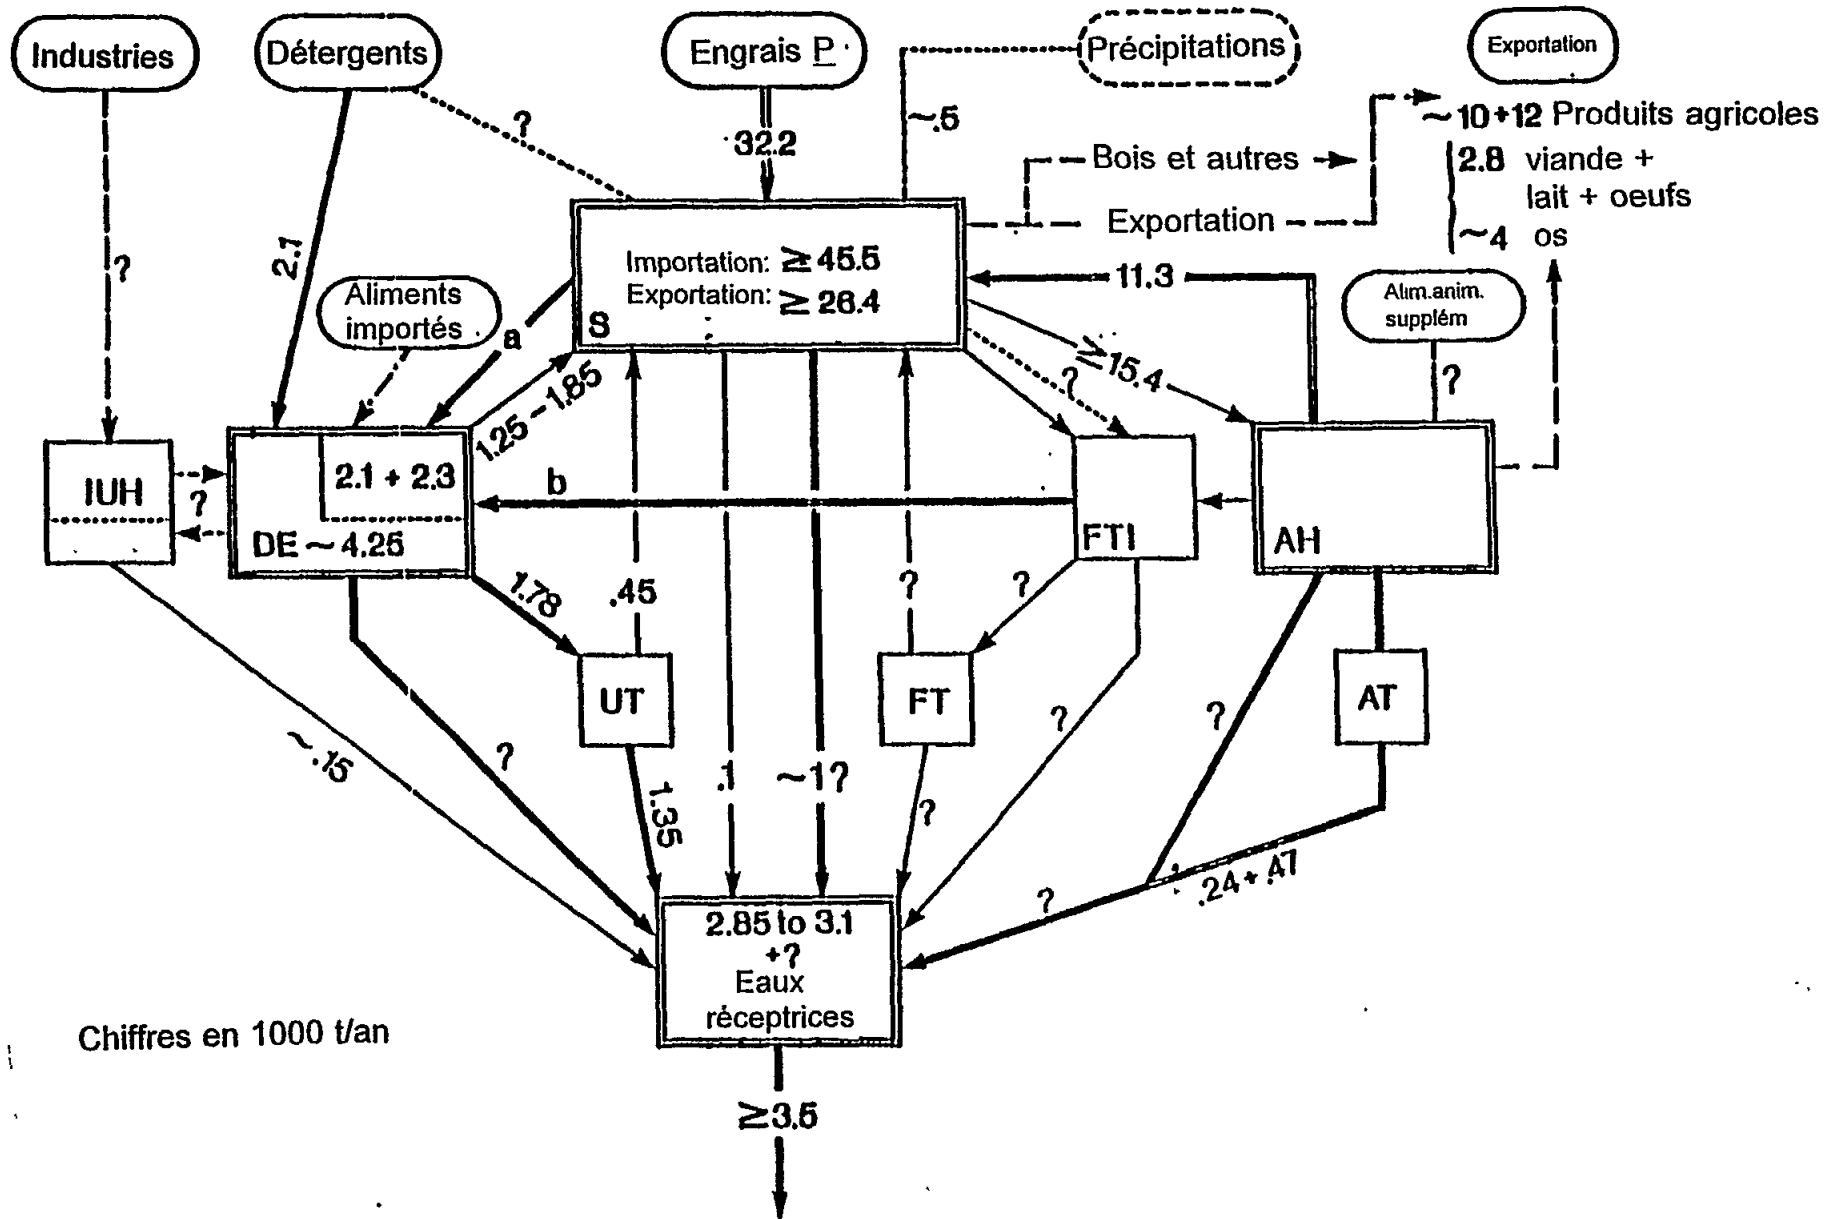 Industries
Détergents
Engrais P
Précipitations
Exportation
?
~.5
32.2
~10+12 Produits agricoles
Bois et autres
2.8 viande +
lait + oeufs
Exportation
~4 os
2.1
?
Importation: ≥45.5
Exportation: ≥26.4
S
11.3
Aliments
importés
Alim.anim.
supplém
a
1.25 – 1.85
≥15.4
?
?
IUH
?
2.1 + 2.3
DE ~ 4.25
b
FTI
AH
1.78
.45
?
?
UT
FT
AT
~.15
?
1.35
.1
~1?
?
?
?
?
.24 + .47
2.85 to 3.1
+?
Eaux
réceptrices
Chiffres en 1000 t/an
≥3.5